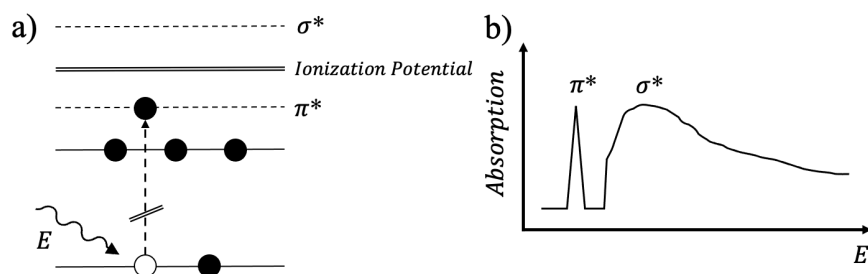 a)
σ*
Ionization Potential
π*
E
b)
Absorption
π*
σ*
E